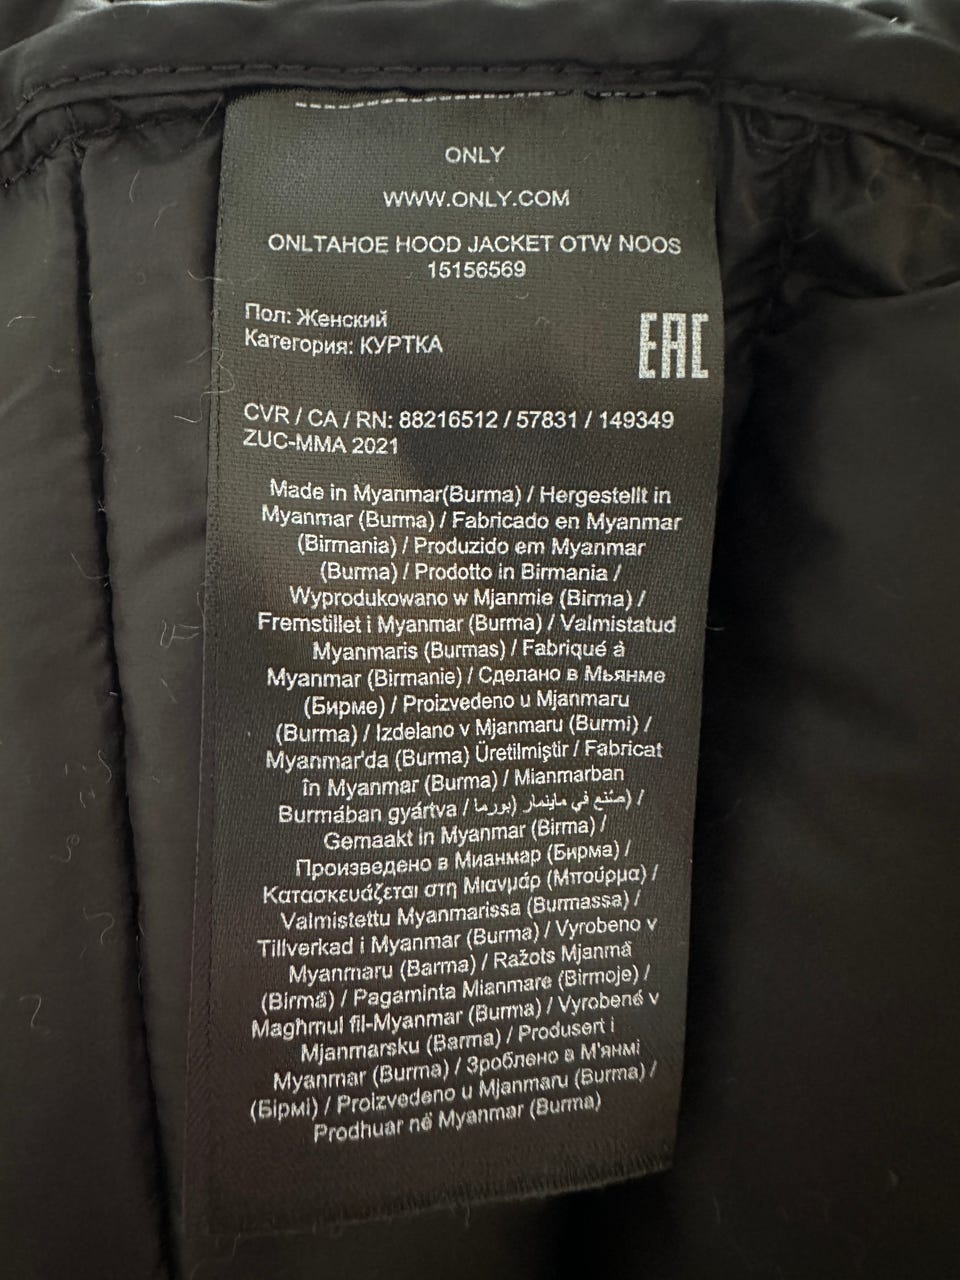 ONLY
WWW.ONLY.COM
ONLTAHOE HOOD JACKET OTW NOOS
15156569
Пол: Женский
Категория: КУРТКА
EAC
CVR / CA / RN: 88216512 / 57831 / 149349
ZUC-MMA 2021
Made in Myanmar(Burma) / Hergestellt in
Myanmar (Burma) / Fabricado en Myanmar
(Birmania) / Produzido em Myanmar
(Burma) / Prodotto in Birmania /
Wyprodukowano w Mjanmie (Birma) /
Fremstillet i Myanmar (Burma) / Valmistatud
Myanmaris (Burmas) / Fabriqué à
Myanmar (Birmanie) / Сделано в Мьянме
(Бирме) / Proizvedeno u Mjanmaru
(Burma) / Izdelano v Mjanmaru (Burmi) /
Myanmar'da (Burma) Üretilmiştir / Fabricat
în Myanmar (Burma) / Mianmarban
Burmában gyártva / صُنع في ماينمار (بورما) /
Gemaakt in Myanmar (Birma) /
Произведено в Мианмар (Бирма) /
Κατασκευάζεται στη Μιανμάρ (Μπούρμα) /
Valmistettu Myanmarissa (Burmassa) /
Tillverkad i Myanmar (Burma) / Vyrobeno v
Myanmaru (Barma) / Ražots Mjanmā
(Birmā) / Pagaminta Mianmare (Birmoje) /
Magħmul fil-Myanmar (Burma) / Vyrobené v
Mjanmarsku (Barma) / Produsert i
Myanmar (Burma) / Зроблено в М'янмі
(Бірмі) / Proizvedeno u Mjanmaru (Burma) /
Prodhuar në Myanmar (Burma)